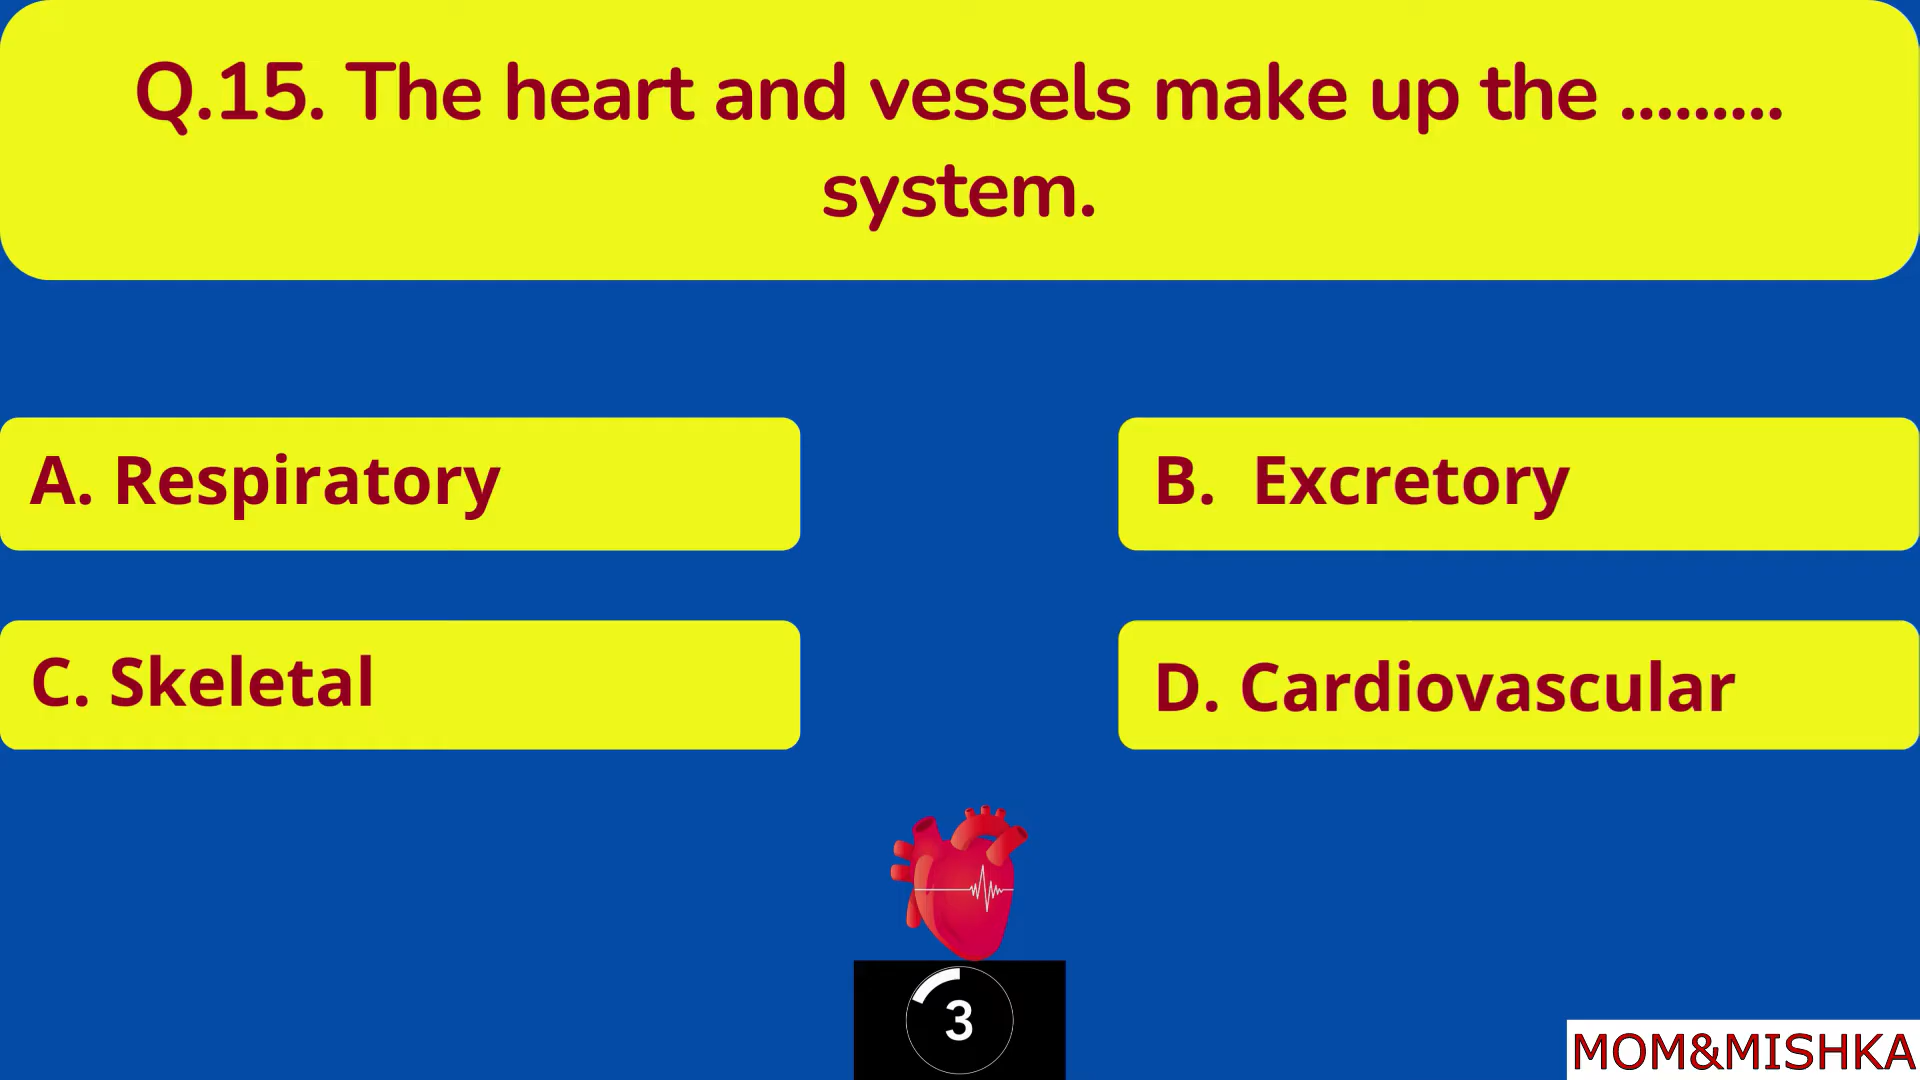 Q.15. The heart and vessels make up the .........
system.
A. Respiratory
B. Excretory
C. Skeletal
D. Cardiovascular
3
MOM&MISHKA